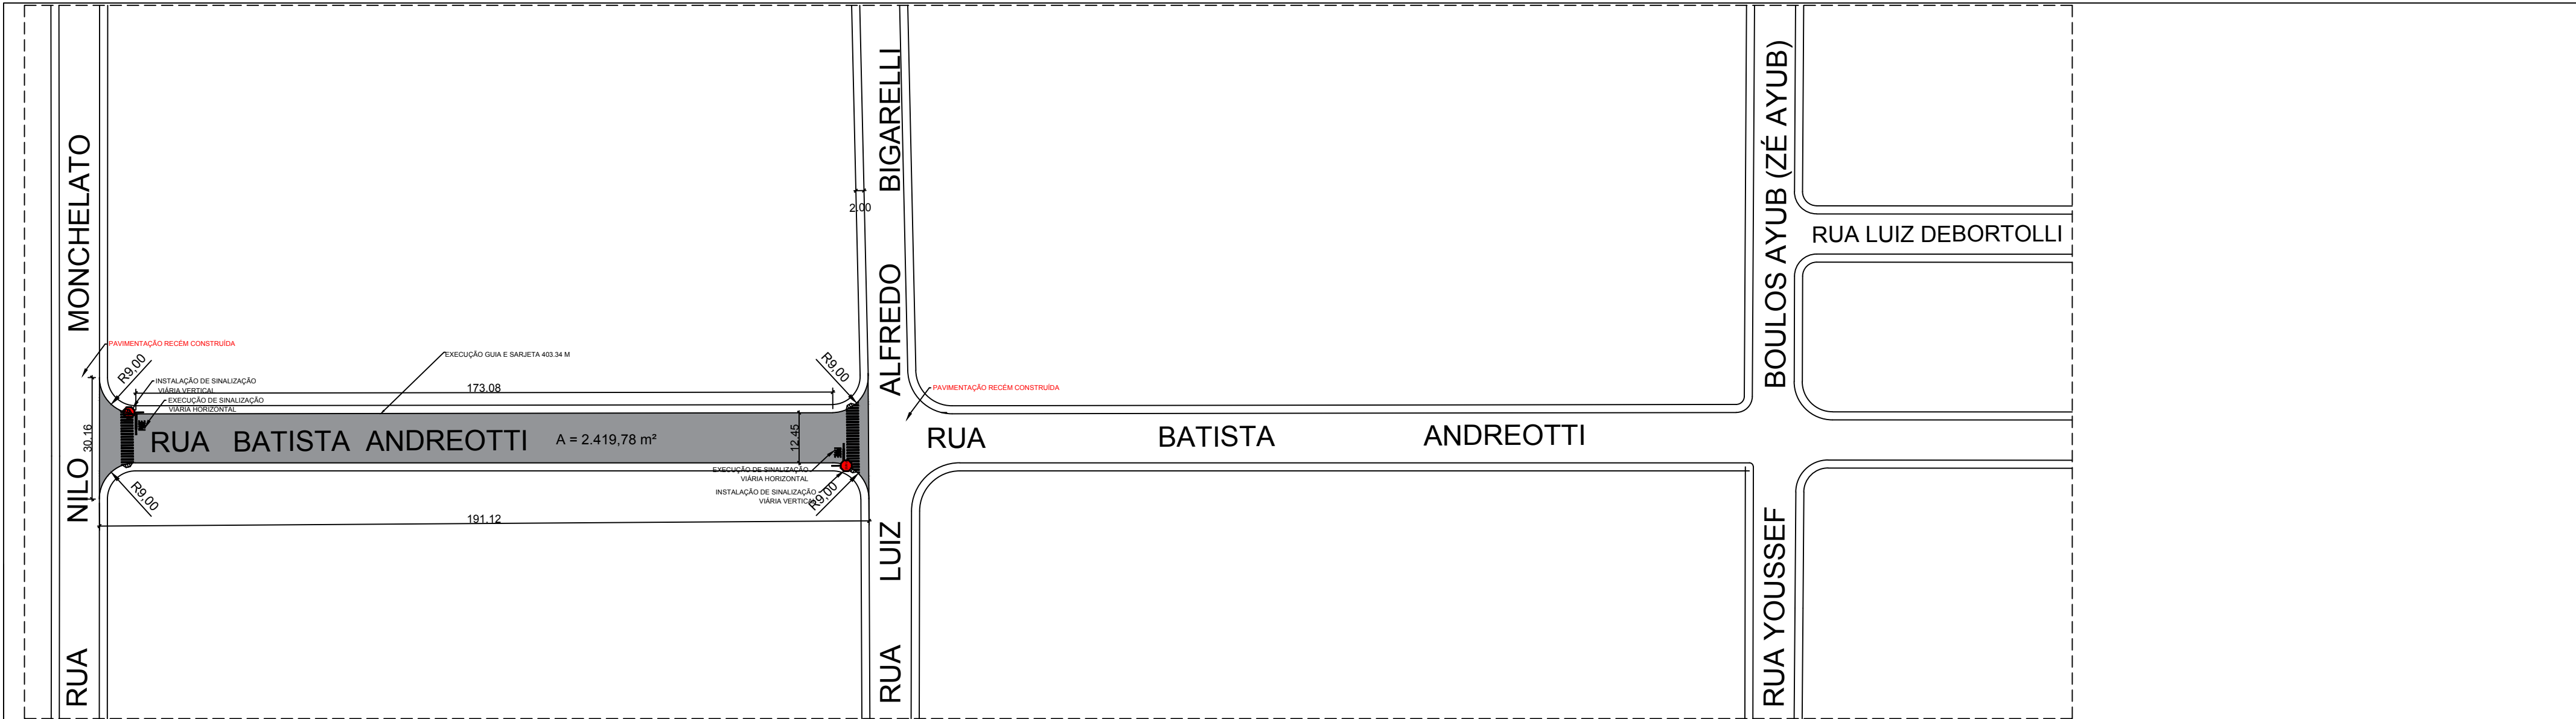 RUA NILO MONCHELATO
PAVIMENTAÇÃO RECÉM CONSTRUÍDA
R9,00
INSTALAÇÃO DE SINALIZAÇÃO
VIÁRIA VERTICAL
EXECUÇÃO DE SINALIZAÇÃO
VIÁRIA HORIZONTAL
EXECUÇÃO GUIA E SARJETA 403.34 M
173.08
R9,00
30.16
RUA BATISTA ANDREOTTI
A = 2.419,78 m²
12.45
EXECUÇÃO DE SINALIZAÇÃO
VIÁRIA HORIZONTAL
INSTALAÇÃO DE SINALIZAÇÃO
VIÁRIA VERTICAL
R9,00
R9,00
191.12
2.00
RUA LUIZ ALFREDO BIGARELLI
PAVIMENTAÇÃO RECÉM CONSTRUÍDA
RUA BATISTA ANDREOTTI
RUA YOUSSEF BOULOS AYUB (ZÉ AYUB)
RUA LUIZ DEBORTOLLI